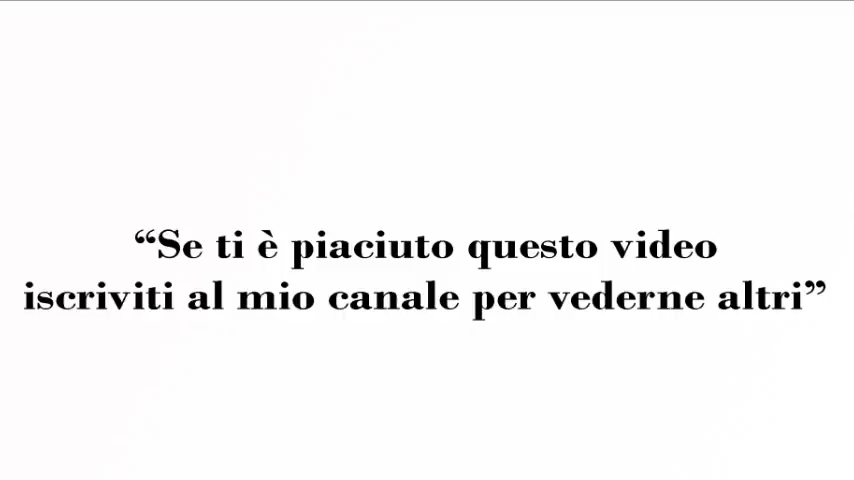 “Se ti è piaciuto questo video
iscriviti al mio canale per vederne altri”